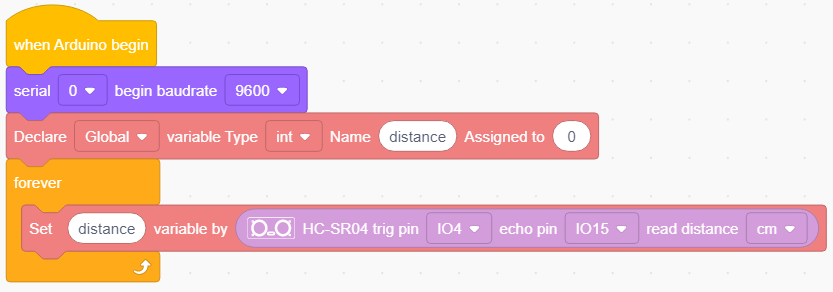 when Arduino begin
serial 0 begin baudrate 9600
Declare Global variable Type int Name distance Assigned to 0
forever
Set distance variable by HC-SR04 trig pin IO4 echo pin IO15 read distance cm